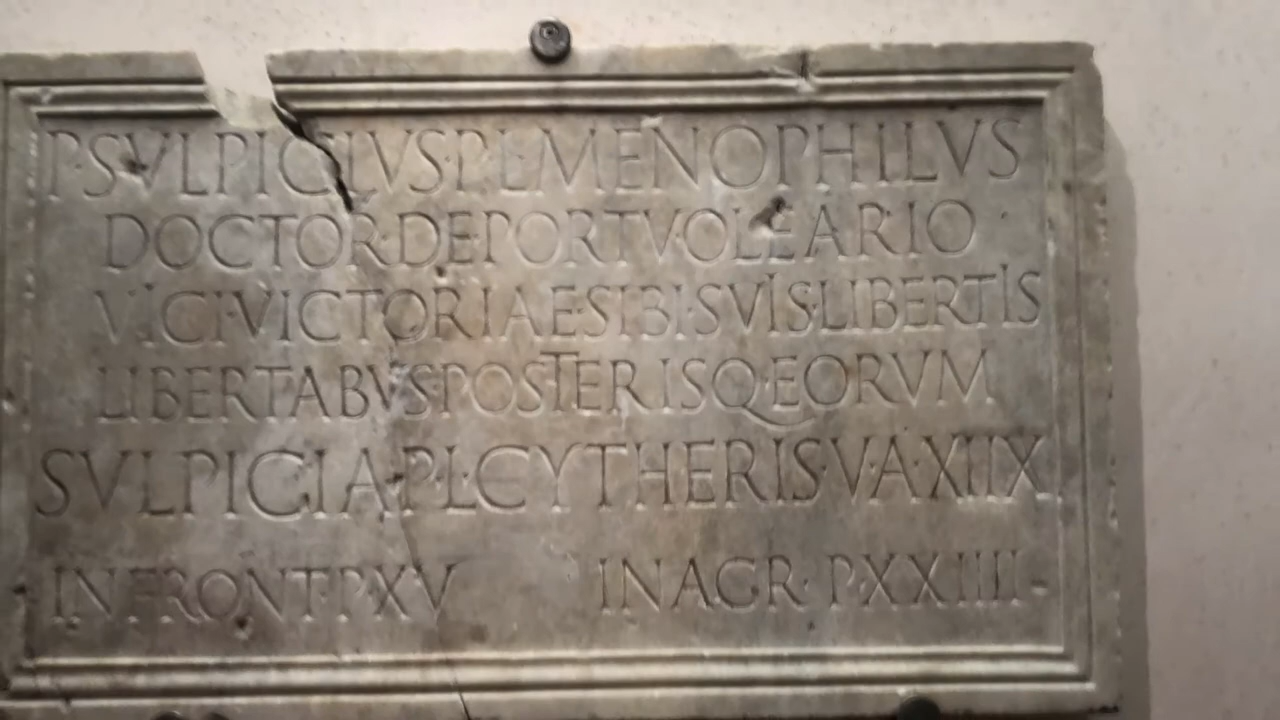 P·SVLPICIVS·P·L·MENOPHILVS
DOCTOR·DE·PORTV·OLEARIO
VICI·VICTORIAE·SIBI·SVIS·LIBERTIS
LIBERTABVS·POSTERISQ·EORVM
SVLPICIA·P·L·CYTHERIS·V·A·XIIX
IN·FRONT·P·XV IN·AGR·P·XXIIII